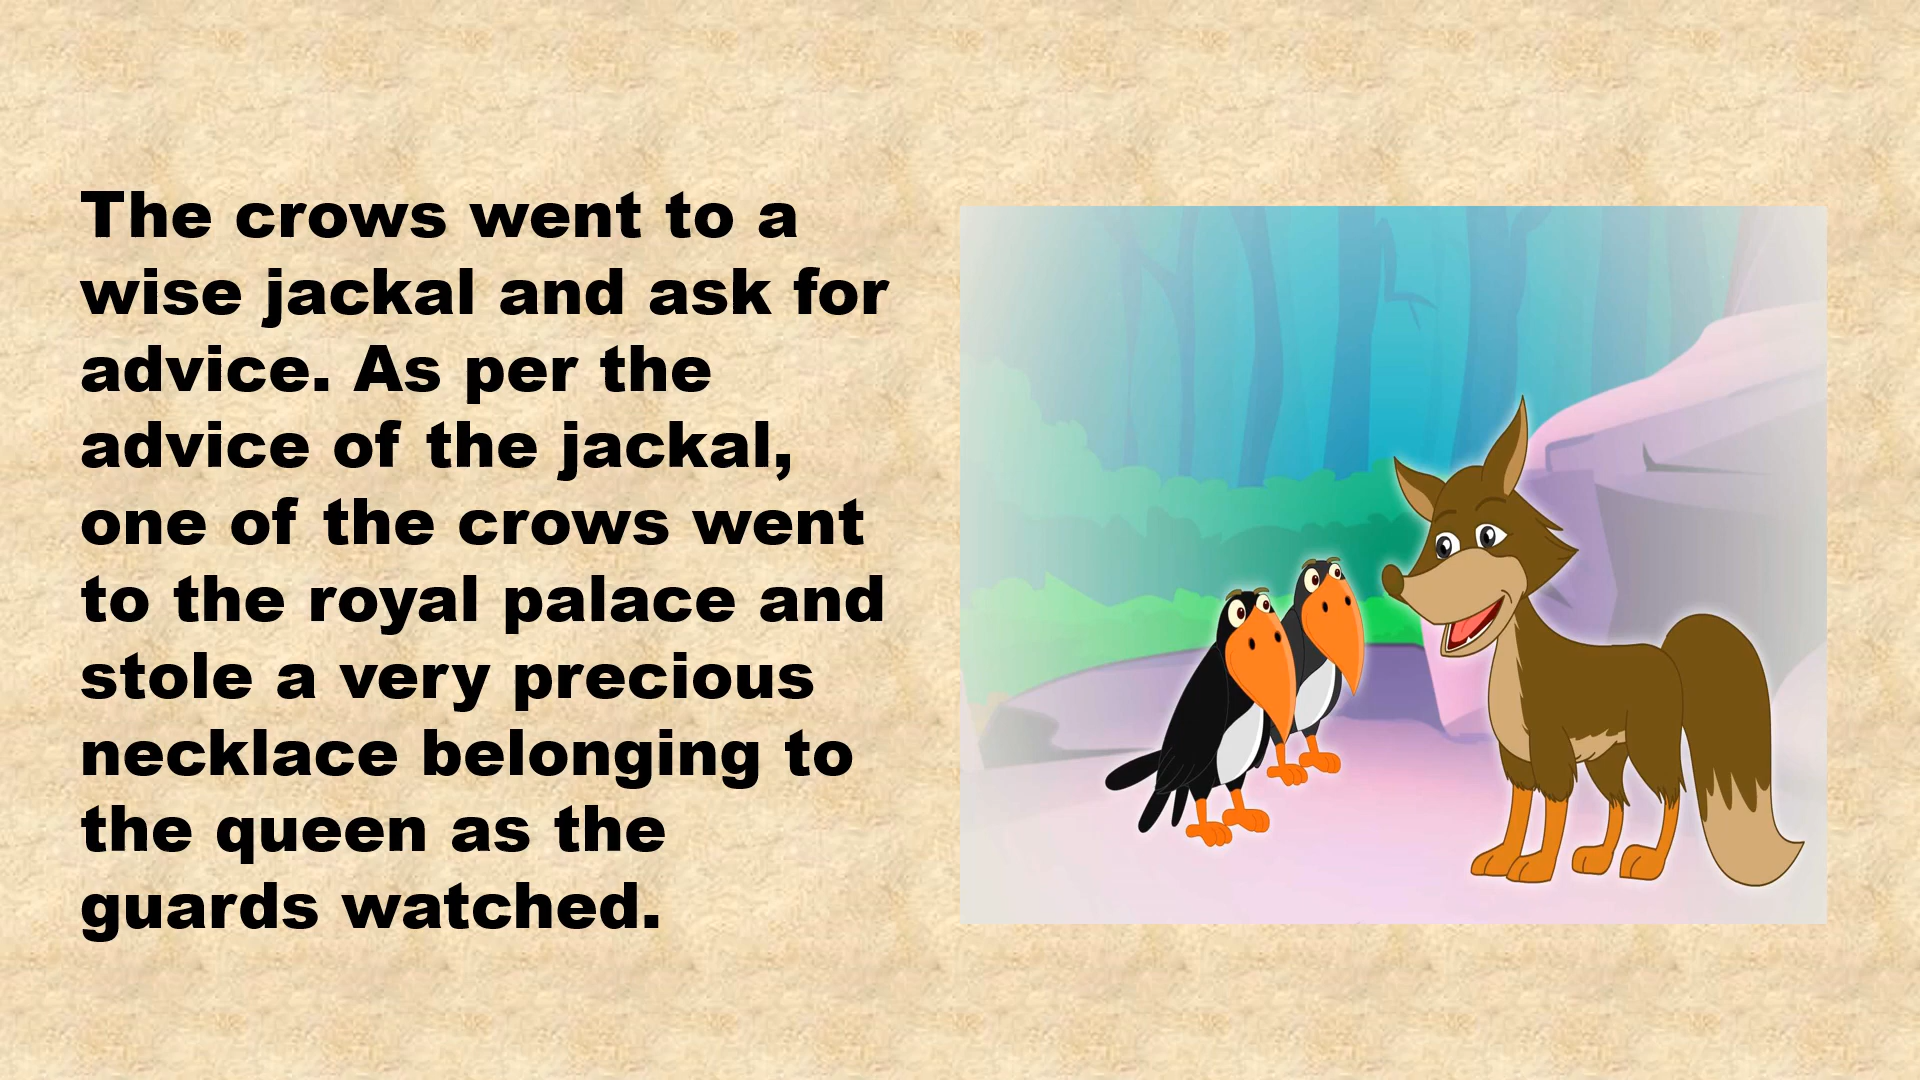 The crows went to a
wise jackal and ask for
advice. As per the
advice of the jackal,
one of the crows went
to the royal palace and
stole a very precious
necklace belonging to
the queen as the
guards watched.